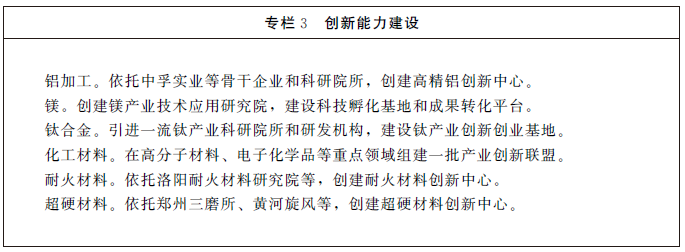 专栏 3 创新能力建设
铝加工。依托中孚实业等骨干企业和科研院所，创建高精铝创新中心。
镁。创建镁产业技术应用研究院，建设科技孵化基地和成果转化平台。
钛合金。引进一流钛产业科研院所和研发机构，建设钛产业创新创业基地。
化工材料。在高分子材料、电子化学品等重点领域组建一批产业创新联盟。
耐火材料。依托洛阳耐火材料研究院等，创建耐火材料创新中心。
超硬材料。依托郑州三磨所、黄河旋风等，创建超硬材料创新中心。